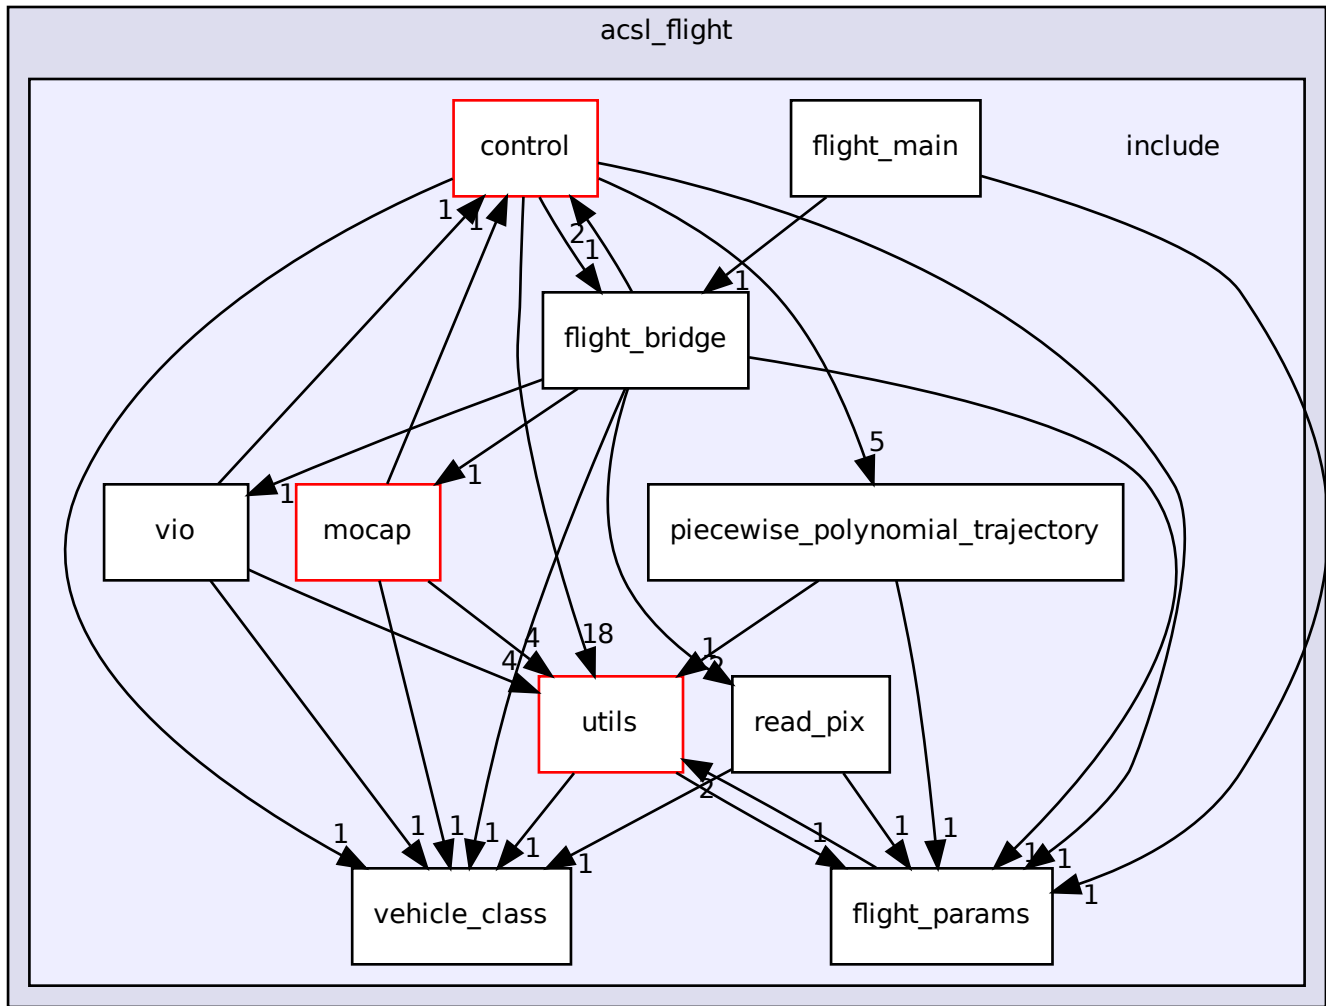 acsl_flight
control
flight_main
include
1
1
2
1
1
flight_bridge
5
1
1
vio
mocap
piecewise_polynomial_trajectory
4
4
18
1
2
utils
read_pix
2
1
1
1
1
1
1
1
1
1
1
1
1
vehicle_class
flight_params